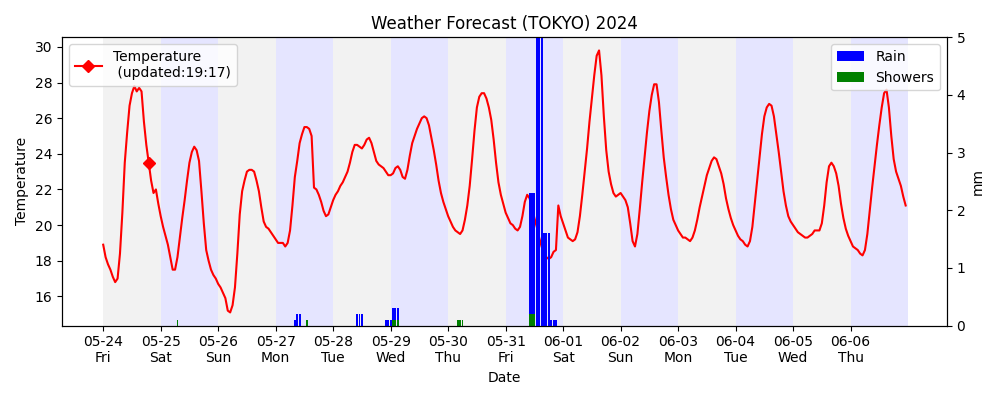 Weather Forecast (TOKYO) 2024
Temperature
(updated:19:17)
Rain
Showers
Temperature
30
28
26
24
22
20
18
16
5
4
3
2
1
0
mm
05-24 05-25 05-26 05-27 05-28 05-29 05-30 05-31 06-01 06-02 06-03 06-04 06-05 06-06
Fri Sat Sun Mon Tue Wed Thu Fri Sat Sun Mon Tue Wed Thu
Date